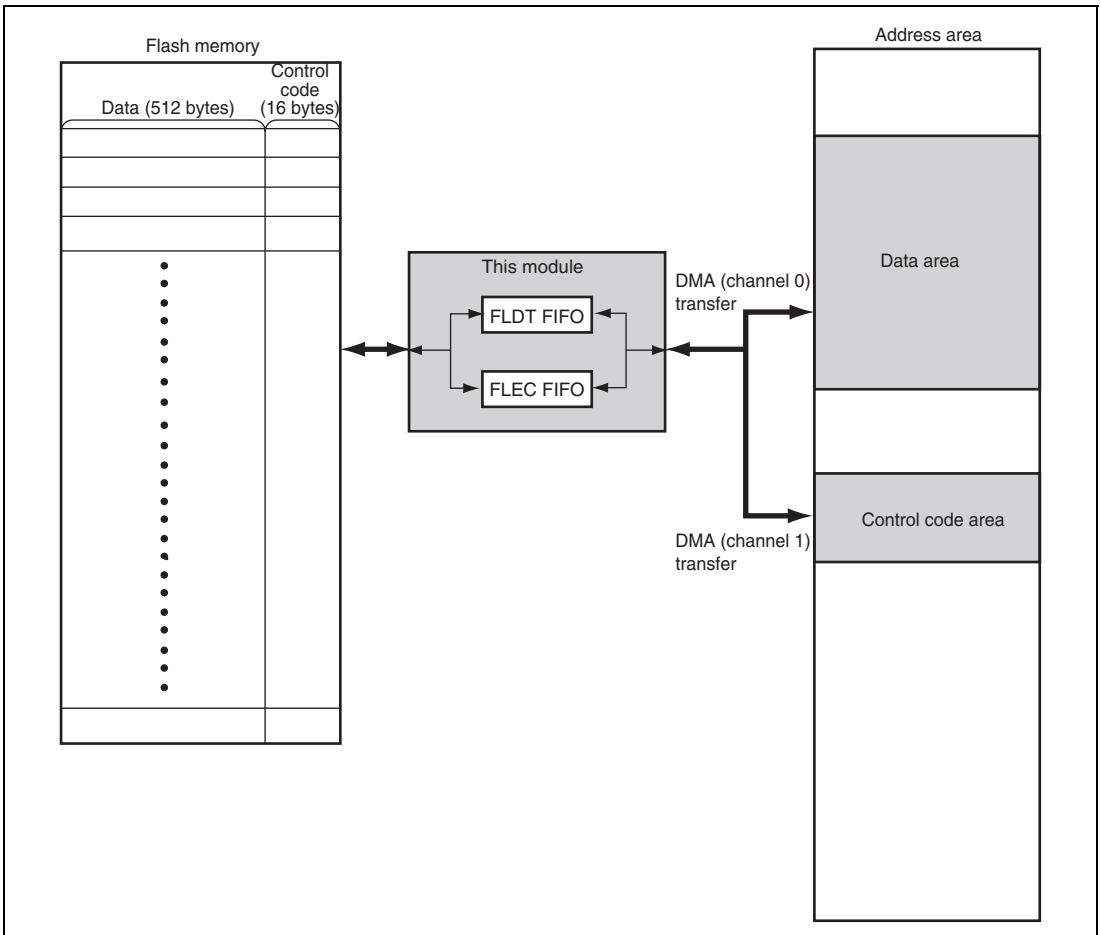 Flash memory
Control
code
Data (512 bytes)
(16 bytes)
This module
FLDT FIFO
FLEC FIFO
DMA (channel 0)
transfer
DMA (channel 1)
transfer
Address area
Data area
Control code area